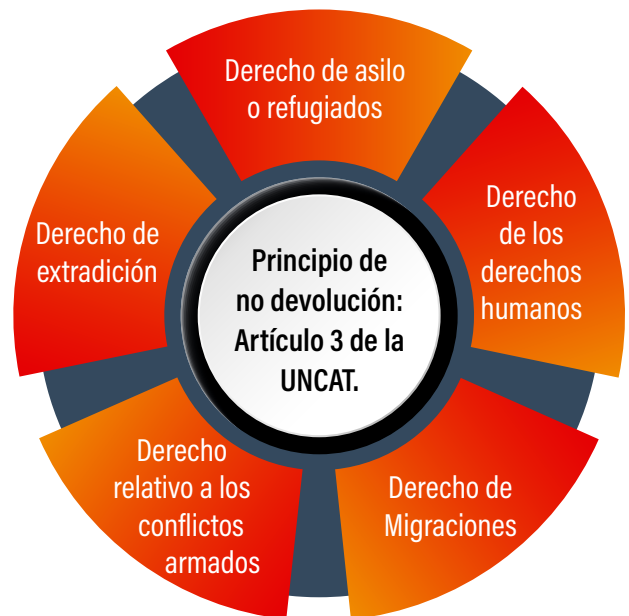 Derecho de asilo
o refugiados
Derecho
de los
derechos
humanos
Derecho de
Migraciones
Derecho
relativo a los
conflictos
armados
Derecho de
extradición
Principio de
no devolución:
Artículo 3 de la
UNCAT.